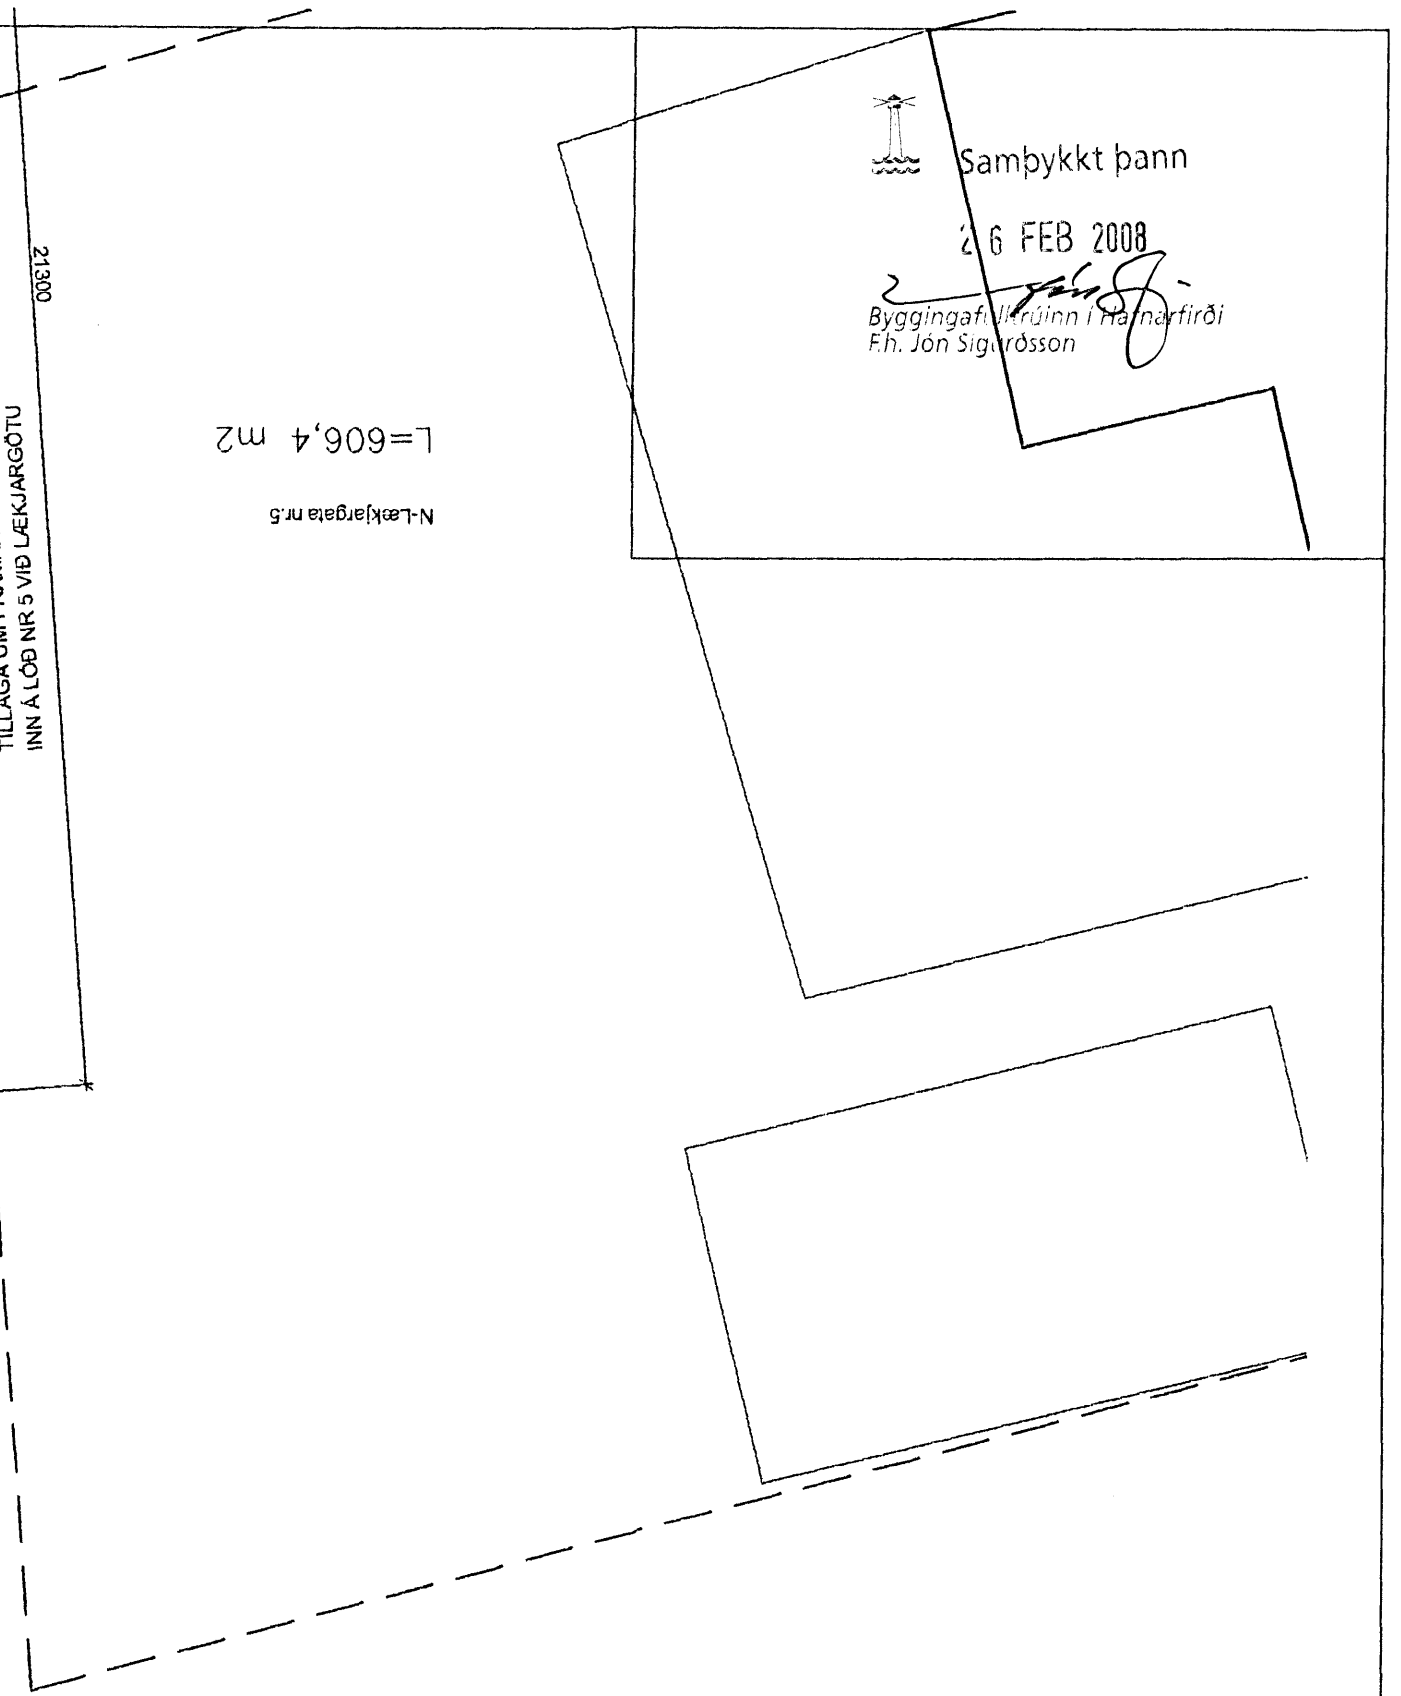 Samþykkt þann
26 FEB 2008
Byggingafulltrúinn í Hafnarfirði
F.h. Jón Sigurðsson
21300
INN Á LÓÐ NR 5 VIÐ LÆKJARGÖTU
TILLAGA UM
L=606,4 m2
N-Lækjargata nr.5